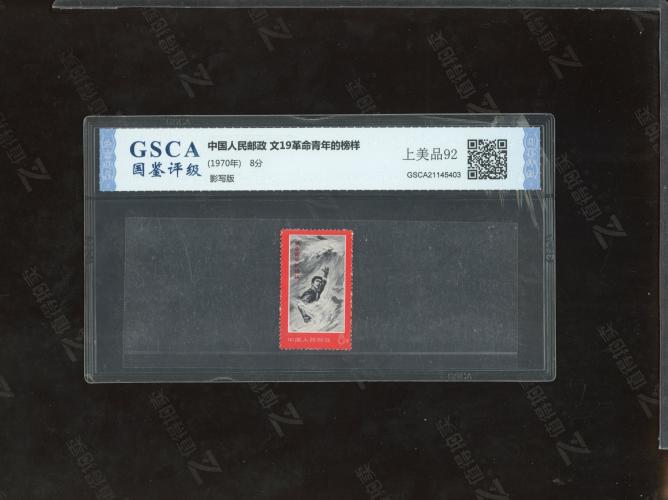 GSCA
国鉴评级
中国人民邮政 文19革命青年的榜样
(1970年) 8分
影写版
上美品92
GSCA21145403
中国人民邮政
8分